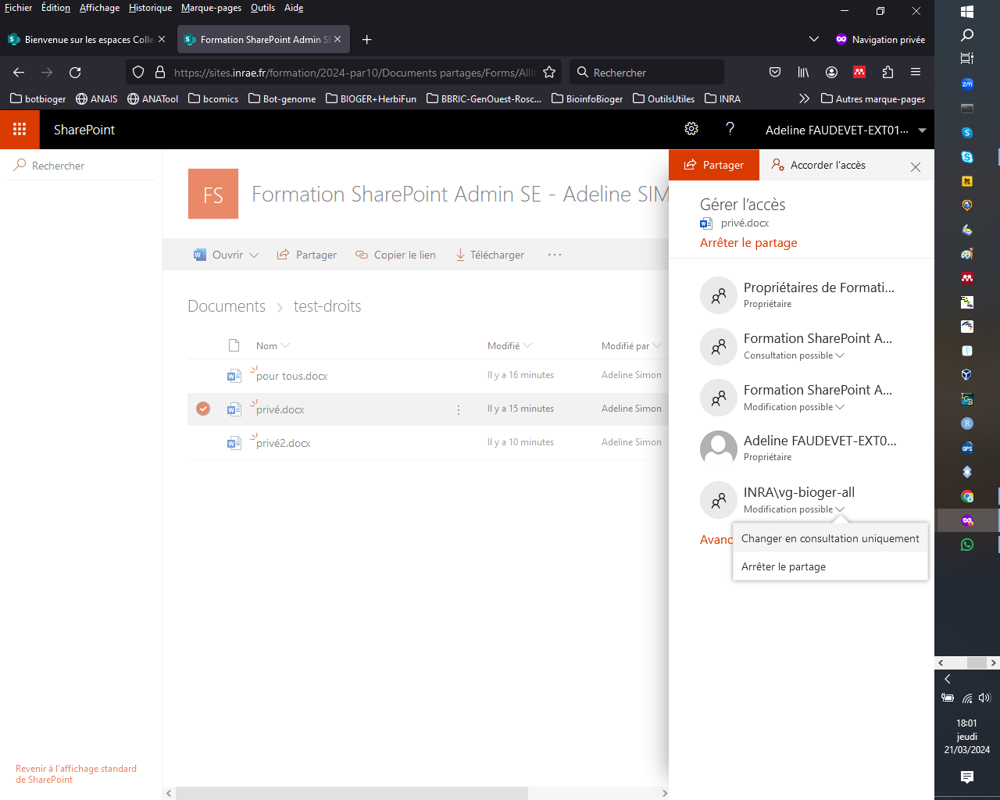 Fichier Édition Affichage Historique Marque-pages Outils Aide
Bienvenue sur les espaces Colle
Formation SharePoint Admin SE
Navigation privée
https://sites.inrae.fr/formation/2024-par10/Documents partages/Forms/AllI
Rechercher
botbioger ANAIS ANATool bcomics Bot-genome BIOGER+HerbiFun BBRIC-GenOuest-Rosc... BioinfoBioger OutilsUtiles INRA Autres marque-pages
SharePoint
Adeline FAUDEVET-EXT01...
Rechercher
FS
Formation SharePoint Admin SE - Adeline SIM
Ouvrir Partager Copier le lien Télécharger ...
Documents > test-droits
Nom Modifié Modifié par
pour tous.docx Il y a 16 minutes Adeline Simon
privé.docx Il y a 15 minutes Adeline Simon
privé2.docx Il y a 10 minutes Adeline Simon
Revenir à l'affichage standard
de SharePoint
Partager Accorder l'accès
Gérer l'accès
privé.docx
Arrêter le partage
Propriétaires de Formati...
Propriétaire
Formation SharePoint A...
Consultation possible
Formation SharePoint A...
Modification possible
Adeline FAUDEVET-EXT0...
Propriétaire
INRA\vg-bioger-all
Modification possible
Avanc
Changer en consultation uniquement
Arrêter le partage
zm
IGB
R
GPS
18:01
jeudi
21/03/2024